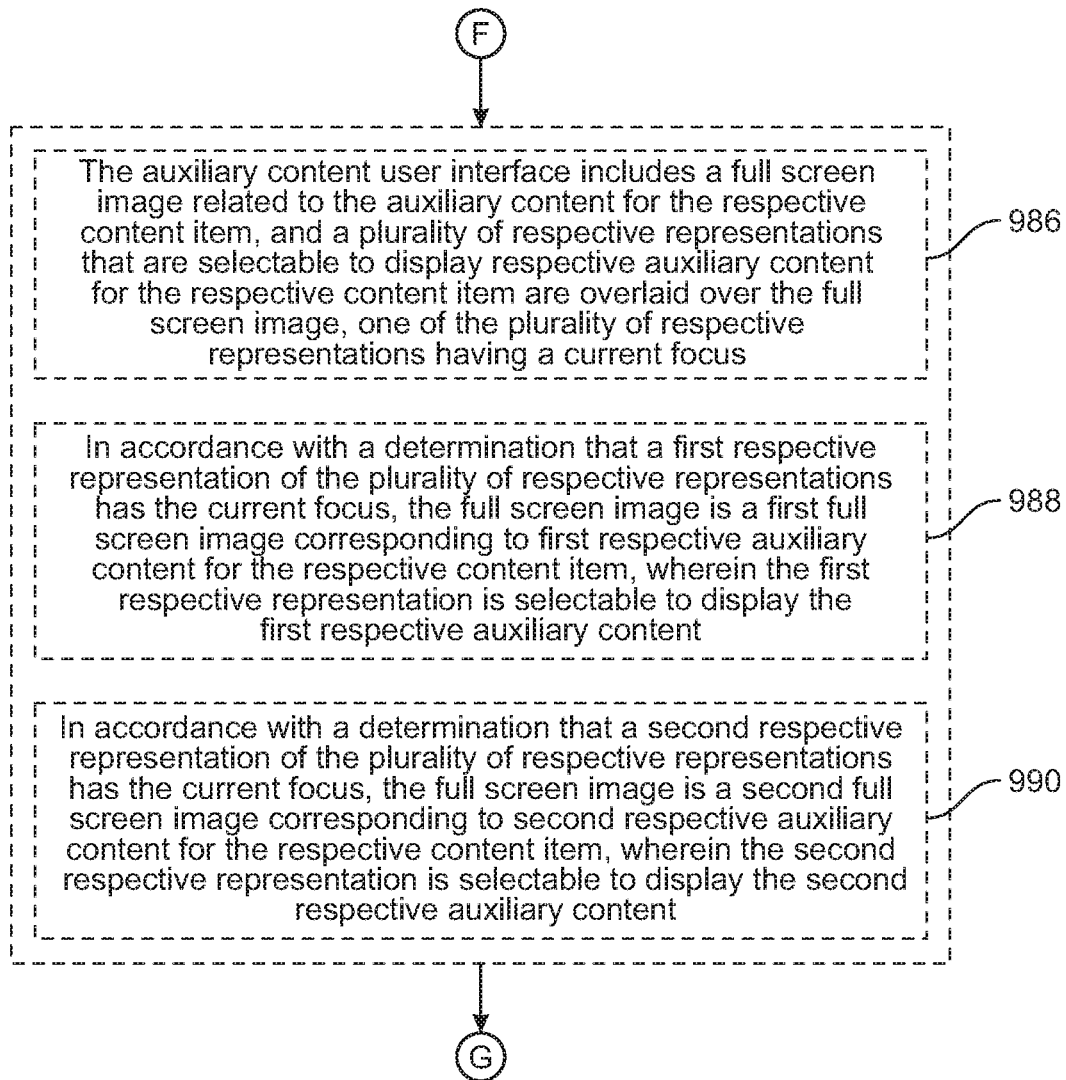 F
The auxiliary content user interface includes a full screen
image related to the auxiliary content for the respective
content item, and a plurality of respective representations
that are selectable to display respective auxiliary content
for the respective content item are overlaid over the full
screen image, one of the plurality of respective
representations having a current focus
986
In accordance with a determination that a first respective
representation of the plurality of respective representations
has the current focus, the full screen image is a first full
screen image corresponding to first respective auxiliary
content for the respective content item, wherein the first
respective representation is selectable to display the
first respective auxiliary content
988
In accordance with a determination that a second respective
representation of the plurality of respective representations
has the current focus, the full screen image is a second full
screen image corresponding to second respective auxiliary
content for the respective content item, wherein the second
respective representation is selectable to display the second
respective auxiliary content
990
G